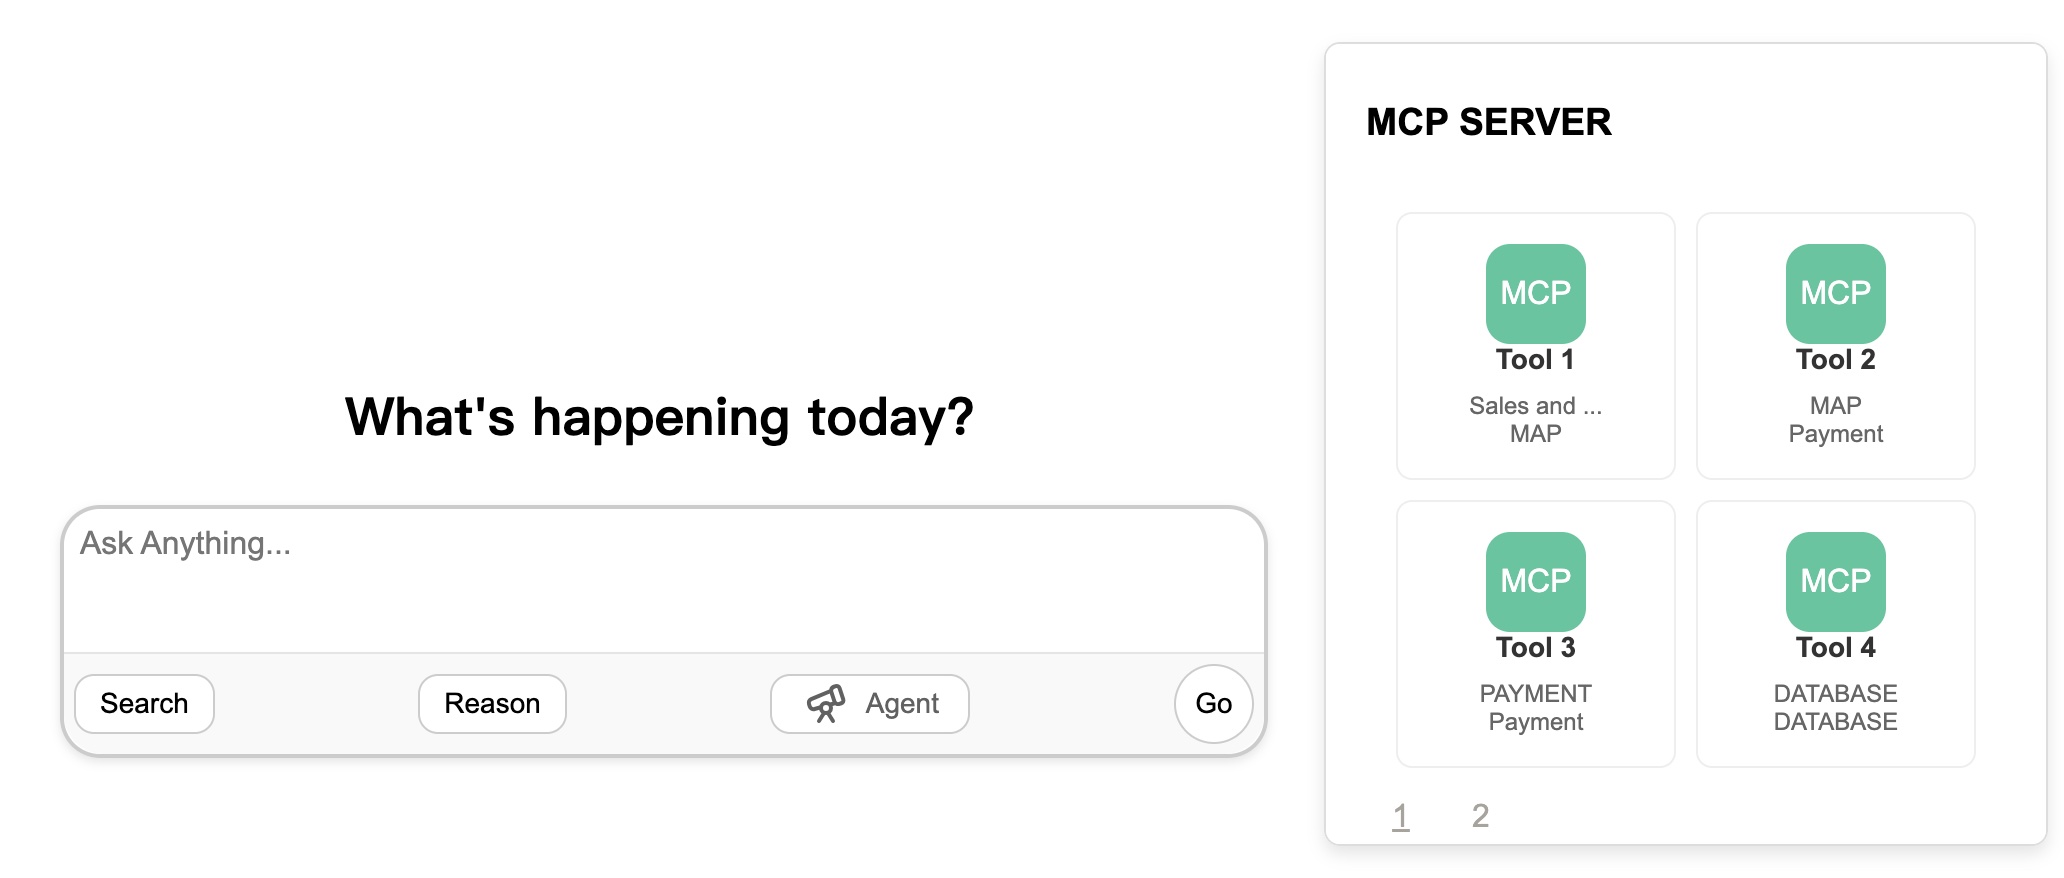 What's happening today?
Ask Anything...
Search
Reason
Agent
Go
MCP SERVER
MCP
Tool 1
Sales and ...
MAP
MCP
Tool 2
MAP
Payment
MCP
Tool 3
PAYMENT
Payment
MCP
Tool 4
DATABASE
DATABASE
1 2